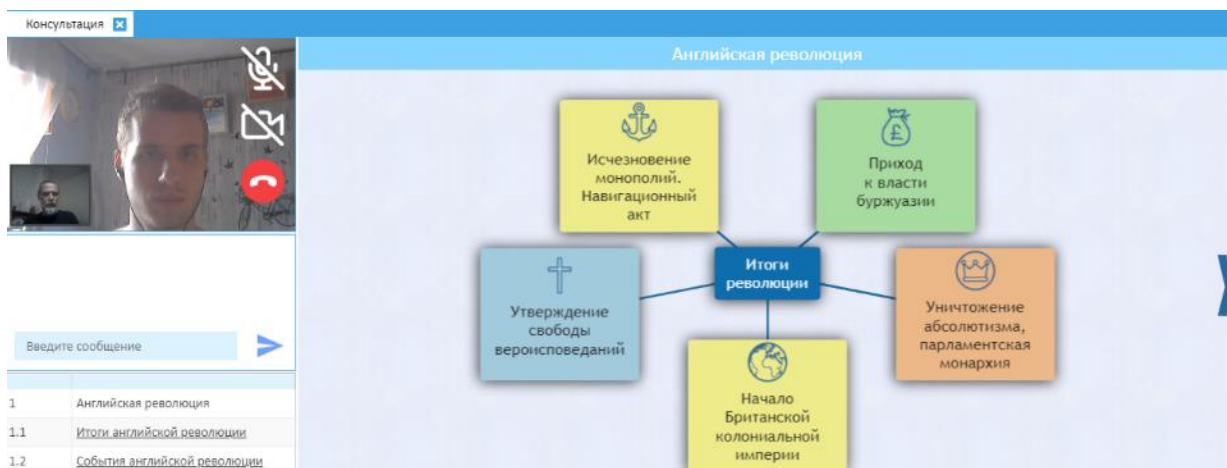 Консультация
Английская революция
Исчезновение
монополий.
Навигационный
акт
£
Приход
к власти
буржуазии
Итоги
революции
Утверждение
свободы
вероисповеданий
Уничтожение
абсолютизма,
парламентская
монархия
Начало
Британской
колониальной
империи
Введите сообщение
1 Английская революция
1.1 Итоги английской революции
1.2 События английской революции